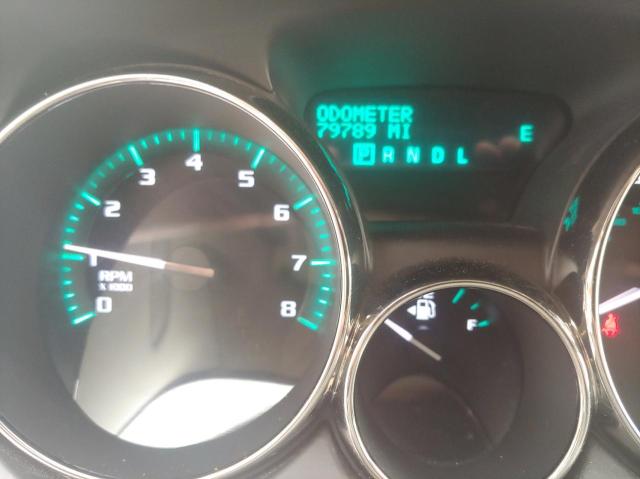 ODOMETER
79789 MI
E
P R N D L
4
3
5
2
6
1
7
RPM
X 1000
0
8
F